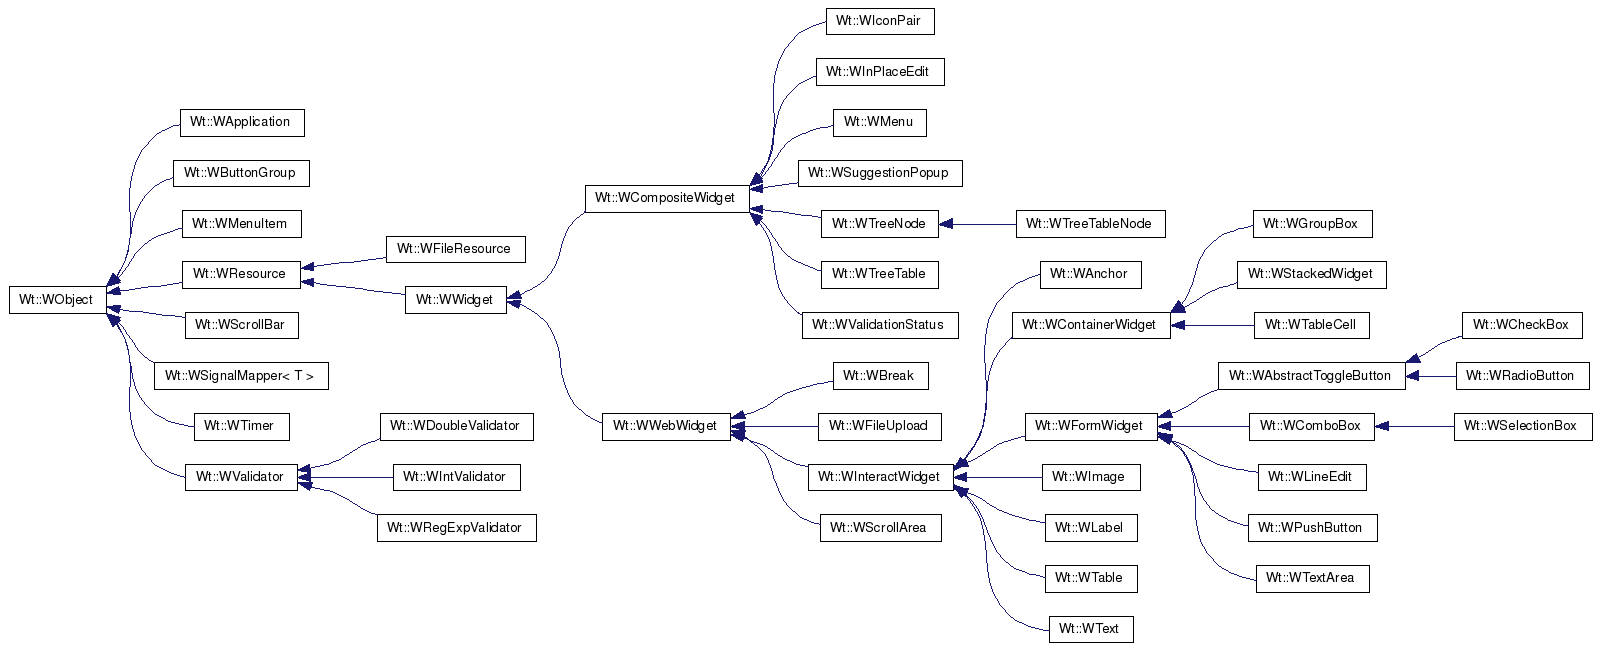 Wt::WIconPair
Wt::WInPlaceEdit
Wt::WApplication
Wt::WMenu
Wt::WButtonGroup
Wt::WSuggestionPopup
Wt::WCompositeWidget
Wt::WMenuItem
Wt::WTreeNode
Wt::WTreeTableNode
Wt::WGroupBox
Wt::WFileResource
Wt::WResource
Wt::WTreeTable
Wt::WAnchor
Wt::WStackedWidget
Wt::WObject
Wt::WWidget
Wt::WScrollBar
Wt::WValidationStatus
Wt::WContainerWidget
Wt::WTableCell
Wt::WCheckBox
Wt::WSignalMapper< T >
Wt::WBreak
Wt::WAbstractToggleButton
Wt::WRadioButton
Wt::WTimer
Wt::WDoubleValidator
Wt::WWebWidget
Wt::WFileUpload
Wt::WFormWidget
Wt::WComboBox
Wt::WSelectionBox
Wt::WValidator
Wt::WIntValidator
Wt::WInteractWidget
Wt::WImage
Wt::WLineEdit
Wt::WRegExpValidator
Wt::WScrollArea
Wt::WLabel
Wt::WPushButton
Wt::WTable
Wt::WTextArea
Wt::WText